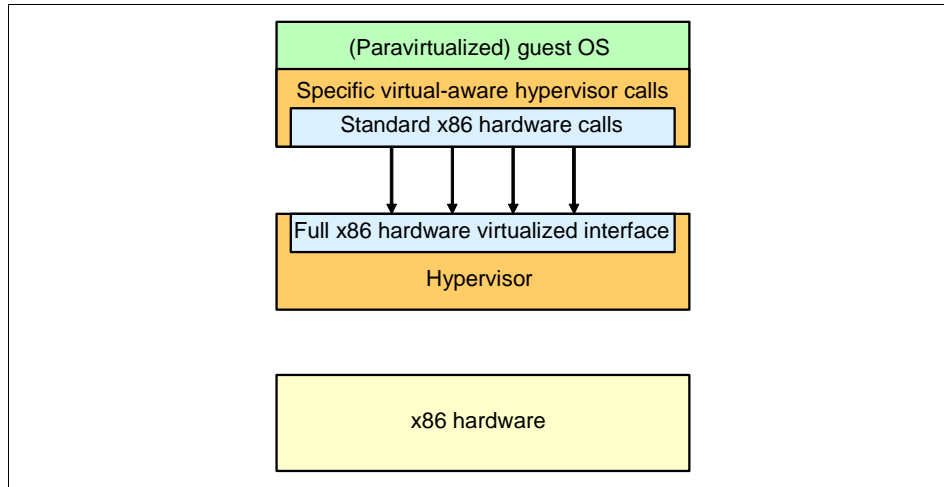 (Paravirtualized) guest OS
Specific virtual-aware hypervisor calls
Standard x86 hardware calls
Full x86 hardware virtualized interface
Hypervisor
x86 hardware